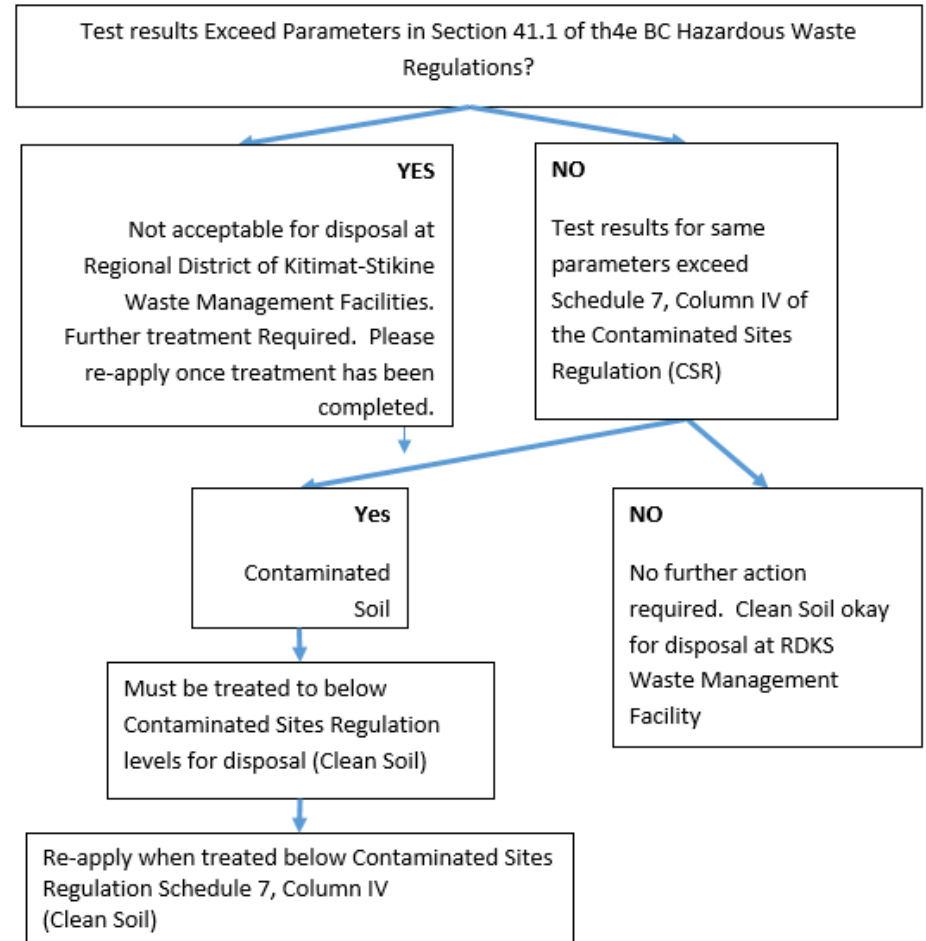 Test results Exceed Parameters in Section 41.1 of th4e BC Hazardous Waste
Regulations?
YES
Not acceptable for disposal at
Regional District of Kitimat-Stikine
Waste Management Facilities.
Further treatment Required.  Please
re-apply once treatment has been
completed.
NO
Test results for same
parameters exceed
Schedule 7, Column IV of
the Contaminated Sites
Regulation (CSR)
Yes
Contaminated
Soil
NO
No further action
required.  Clean Soil okay
for disposal at RDKS
Waste Management
Facility
Must be treated to below
Contaminated Sites Regulation
levels for disposal (Clean Soil)
Re-apply when treated below Contaminated Sites
Regulation Schedule 7, Column IV
(Clean Soil)